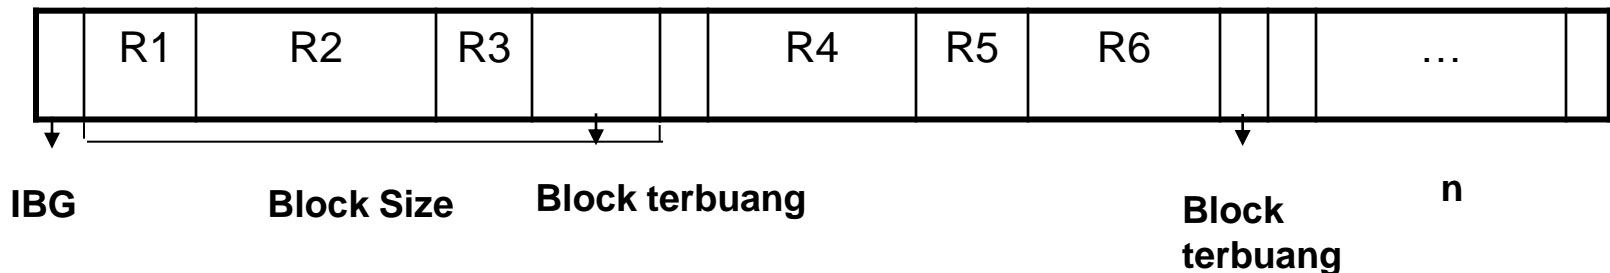 R1 R2 R3 R4 R5 R6 ...
IBG Block Size Block terbuang Block n
terbuang